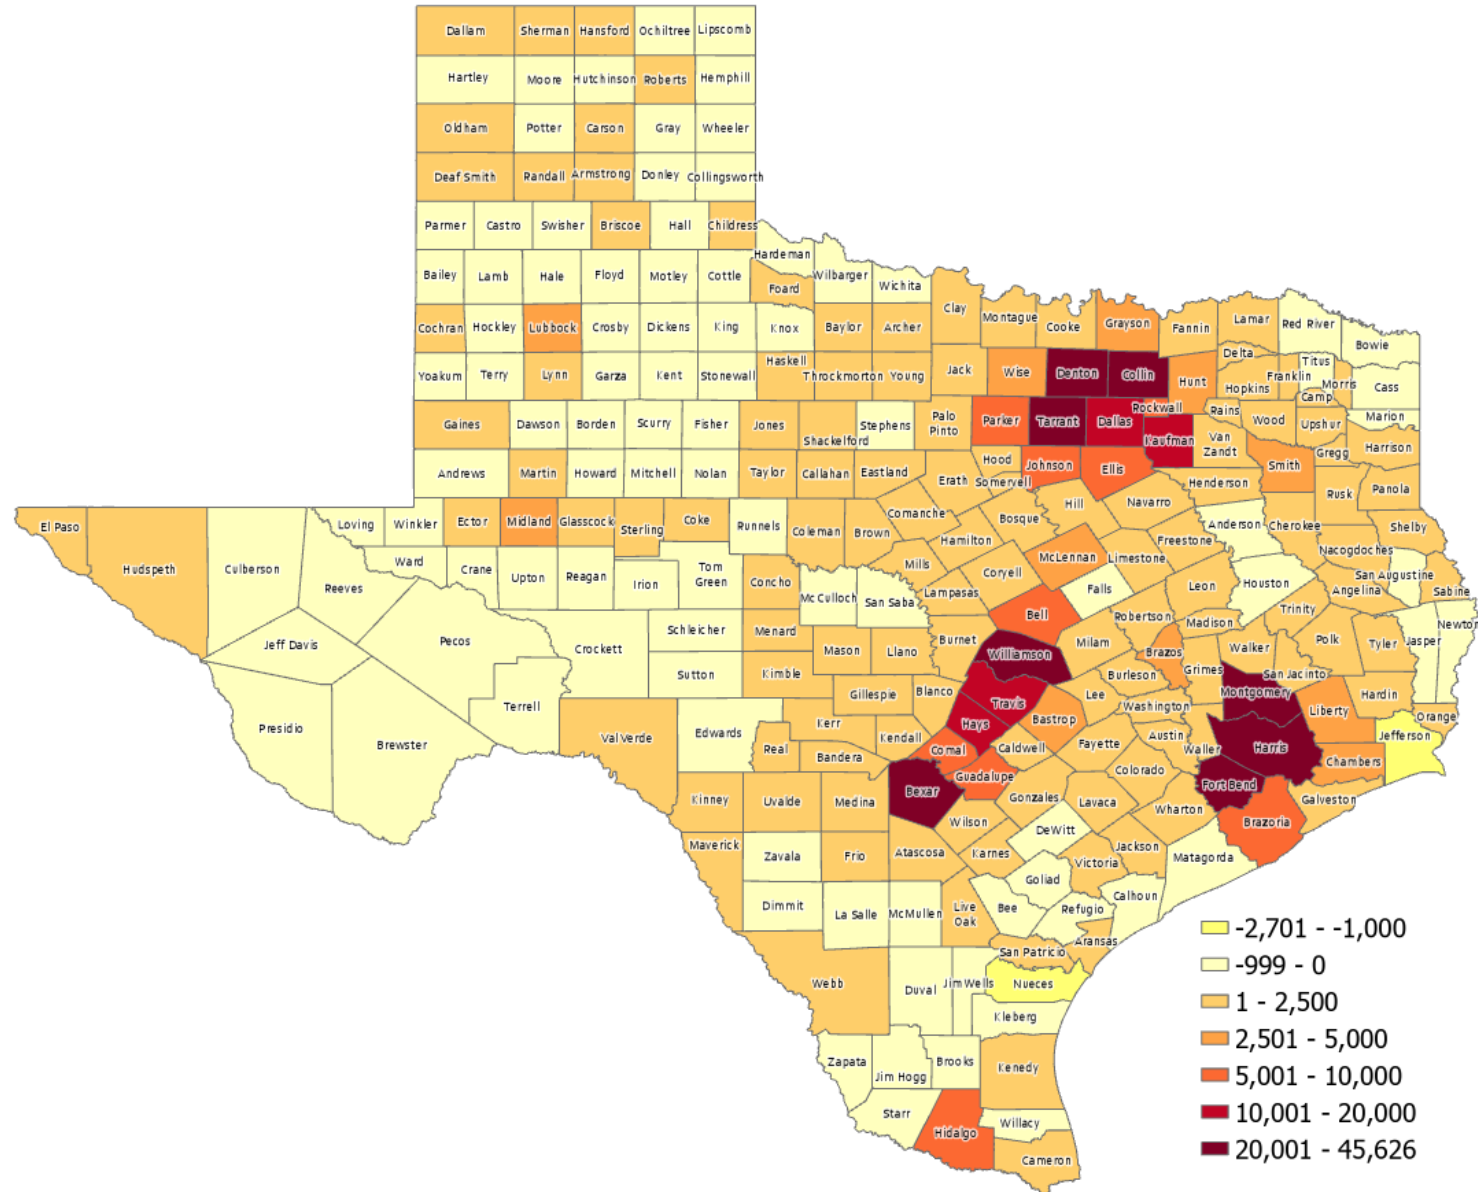 Dallam
Sherman
Hansford
Ochiltree
Lipscomb
Hartley
Moore
Hutchinson
Roberts
Hemphill
Oldham
Potter
Carson
Gray
Wheeler
Deaf Smith
Randall
Armstrong
Donley
Collingsworth
Parmer
Castro
Swisher
Briscoe
Hall
Childress
Hardeman
Bailey
Lamb
Hale
Floyd
Motley
Cottle
Foard
Wilbarger
Wichita
Cochran
Hockley
Lubbock
Crosby
Dickens
King
Knox
Baylor
Archer
Clay
Montague
Cooke
Grayson
Fannin
Lamar
Red River
Bowie
Yoakum
Terry
Lynn
Garza
Kent
Stonewall
Haskell
Throckmorton
Young
Jack
Wise
Denton
Collin
Hunt
Delta
Hopkins
Franklin
Titus
Morris
Camp
Cass
Marion
Gaines
Dawson
Borden
Scurry
Fisher
Jones
Shackelford
Stephens
Palo
Pinto
Parker
Tarrant
Dallas
Rockwall
Kaufman
Rains
Van
Zandt
Wood
Upshur
Gregg
Harrison
Andrews
Martin
Howard
Mitchell
Nolan
Taylor
Callahan
Eastland
Erath
Hood
Somervell
Johnson
Ellis
Henderson
Smith
Rusk
Panola
El Paso
Hudspeth
Culberson
Loving
Winkler
Ector
Midland
Glasscock
Sterling
Coke
Runnels
Coleman
Brown
Comanche
Hamilton
Bosque
Hill
Navarro
Freestone
Anderson
Cherokee
Nacogdoches
Shelby
Reeves
Ward
Crane
Upton
Reagan
Irion
Tom
Green
Concho
McCulloch
San Saba
Mills
Lampasas
Coryell
McLennan
Limestone
Falls
Leon
Houston
Trinity
Angelina
San Augustine
Sabine
Jeff Davis
Pecos
Crockett
Schleicher
Sutton
Menard
Kimble
Mason
Llano
Burnet
Bell
Williamson
Milam
Robertson
Brazos
Madison
Grimes
Walker
San Jacinto
Polk
Tyler
Jasper
Newton
Presidio
Brewster
Terrell
Val Verde
Edwards
Real
Kerr
Bandera
Gillespie
Kendall
Blanco
Hays
Travis
Comal
Guadalupe
Caldwell
Bastrop
Lee
Burleson
Washington
Fayette
Austin
Waller
Montgomery
Harris
Liberty
Hardin
Orange
Jefferson
Chambers
Kinney
Uvalde
Medina
Bexar
Wilson
Gonzales
Lavaca
Colorado
Wharton
Fort Bend
Brazoria
Galveston
Maverick
Zavala
Frio
Atascosa
Karnes
DeWitt
Victoria
Jackson
Matagorda
Dimmit
La Salle
McMullen
Live
Oak
Bee
Goliad
Refugio
Calhoun
Aransas
San Patricio
Webb
Duval
Jim Wells
Nueces
Kleberg
Zapata
Jim Hogg
Brooks
Kenedy
Starr
Hidalgo
Willacy
Cameron
-2,701 - -1,000
-999 - 0
1 - 2,500
2,501 - 5,000
5,001 - 10,000
10,001 - 20,000
20,001 - 45,626